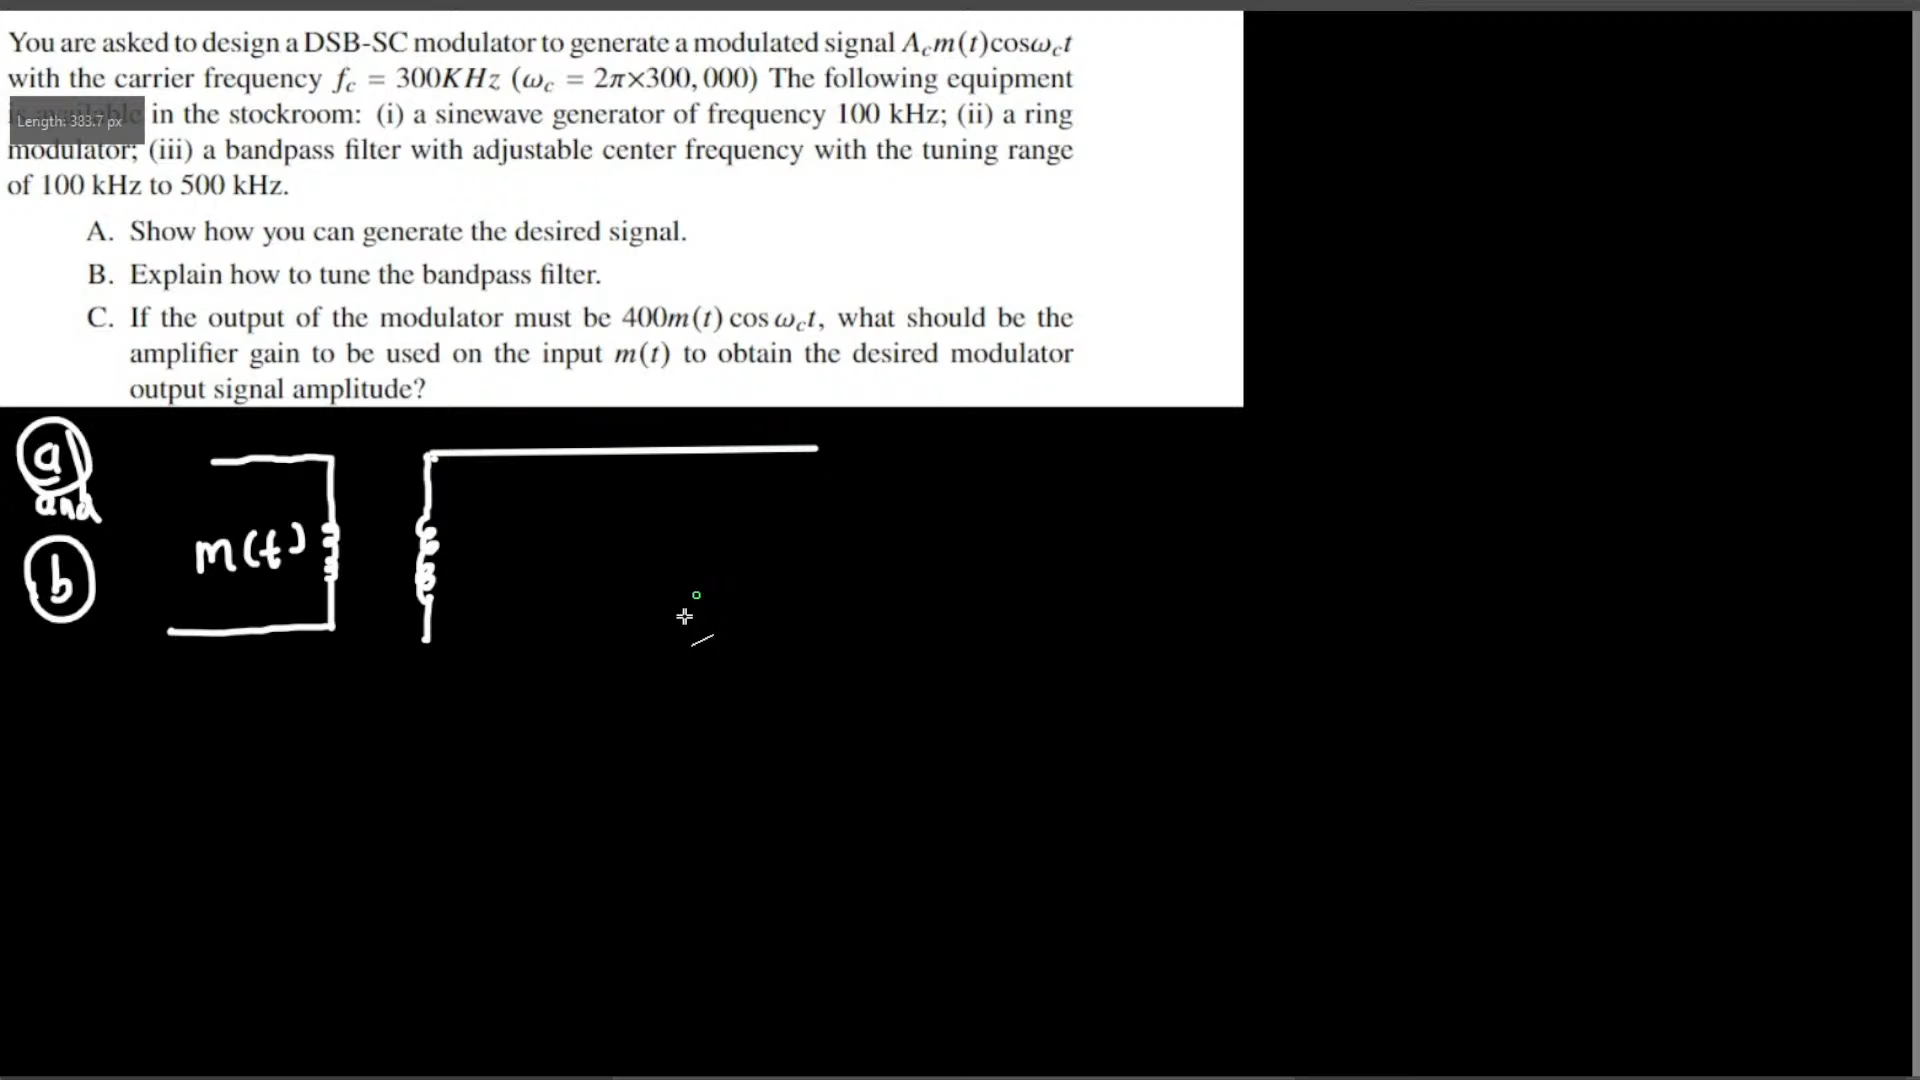 You are asked to design a DSB-SC modulator to generate a modulated signal A_c m(t)cosω_c t
with the carrier frequency f_c = 300KHz (ω_c = 2π×300,000) The following equipment
in the stockroom: (i) a sinewave generator of frequency 100 kHz; (ii) a ring
Length: 383.7 px
modulator; (iii) a bandpass filter with adjustable center frequency with the tuning range
of 100 kHz to 500 kHz.
A. Show how you can generate the desired signal.
B. Explain how to tune the bandpass filter.
C. If the output of the modulator must be 400m(t) cos ω_c t, what should be the
amplifier gain to be used on the input m(t) to obtain the desired modulator
output signal amplitude?
a
and
b
m(t)